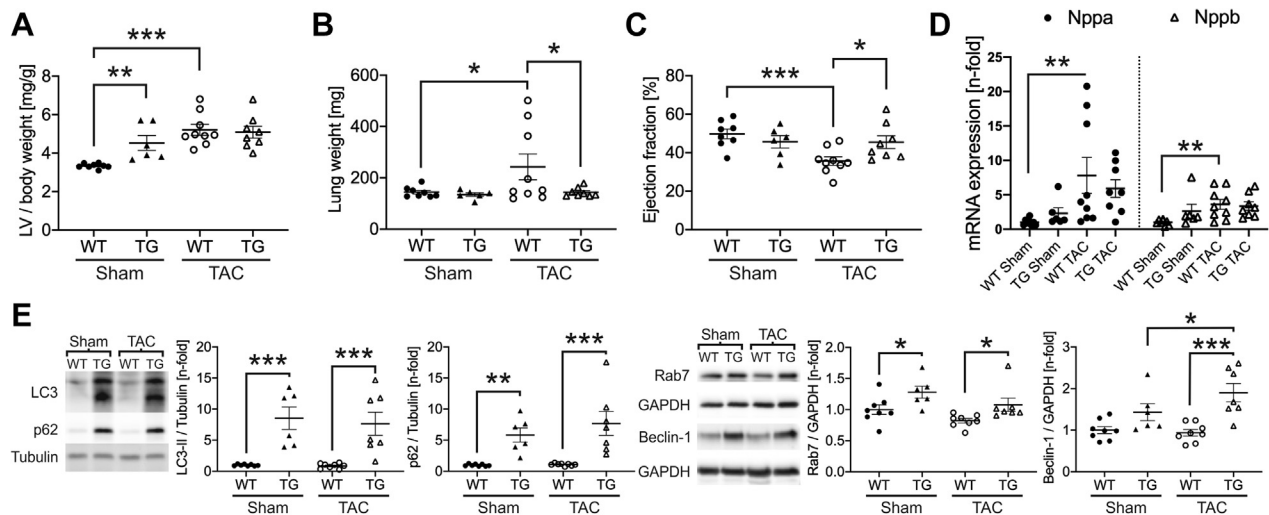 A
LV / body weight [mg/g]
8
6
4
2
0
**
***
WT TG WT TG
Sham TAC
B
Lung weight [mg]
600
400
200
0
*
*
WT TG WT TG
Sham TAC
C
Ejection fraction [%]
80
60
40
20
0
***
*
WT TG WT TG
Sham TAC
D
● Nppa △ Nppb
mRNA expression [n-fold]
25
20
15
10
5
0
**
**
WT Sham
TG Sham
WT TAC
TG TAC
WT Sham
TG Sham
WT TAC
TG TAC
E
Sham TAC
WT TG WT TG
LC3
p62
Tubulin
LC3-II / Tubulin [n-fold]
20
15
10
5
0
***
***
WT TG WT TG
Sham TAC
p62 / Tubulin [n-fold]
20
15
10
5
0
**
***
WT TG WT TG
Sham TAC
Sham TAC
WT TG WT TG
Rab7
GAPDH
Beclin-1
GAPDH
Rab7 / GAPDH [n-fold]
2.0
1.5
1.0
0.5
0.0
*
*
WT TG WT TG
Sham TAC
Beclin-1 / GAPDH [n-fold]
3
2
1
0
*
***
WT TG WT TG
Sham TAC